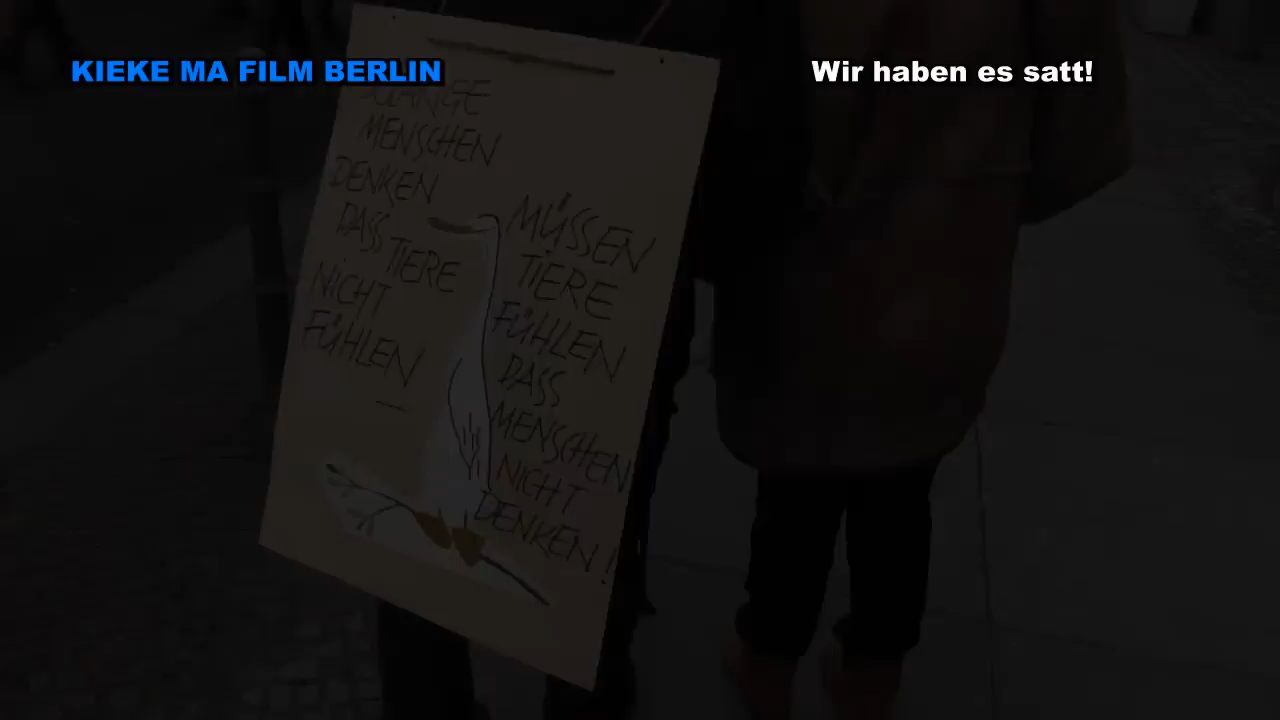 KIEKE MA FILM BERLIN
Wir haben es satt!
SOLANGE
MENSCHEN
DENKEN
DASS TIERE
NICHT
FÜHLEN
—
MÜSSEN
TIERE
FÜHLEN
DASS
MENSCHEN
NICHT
DENKEN!